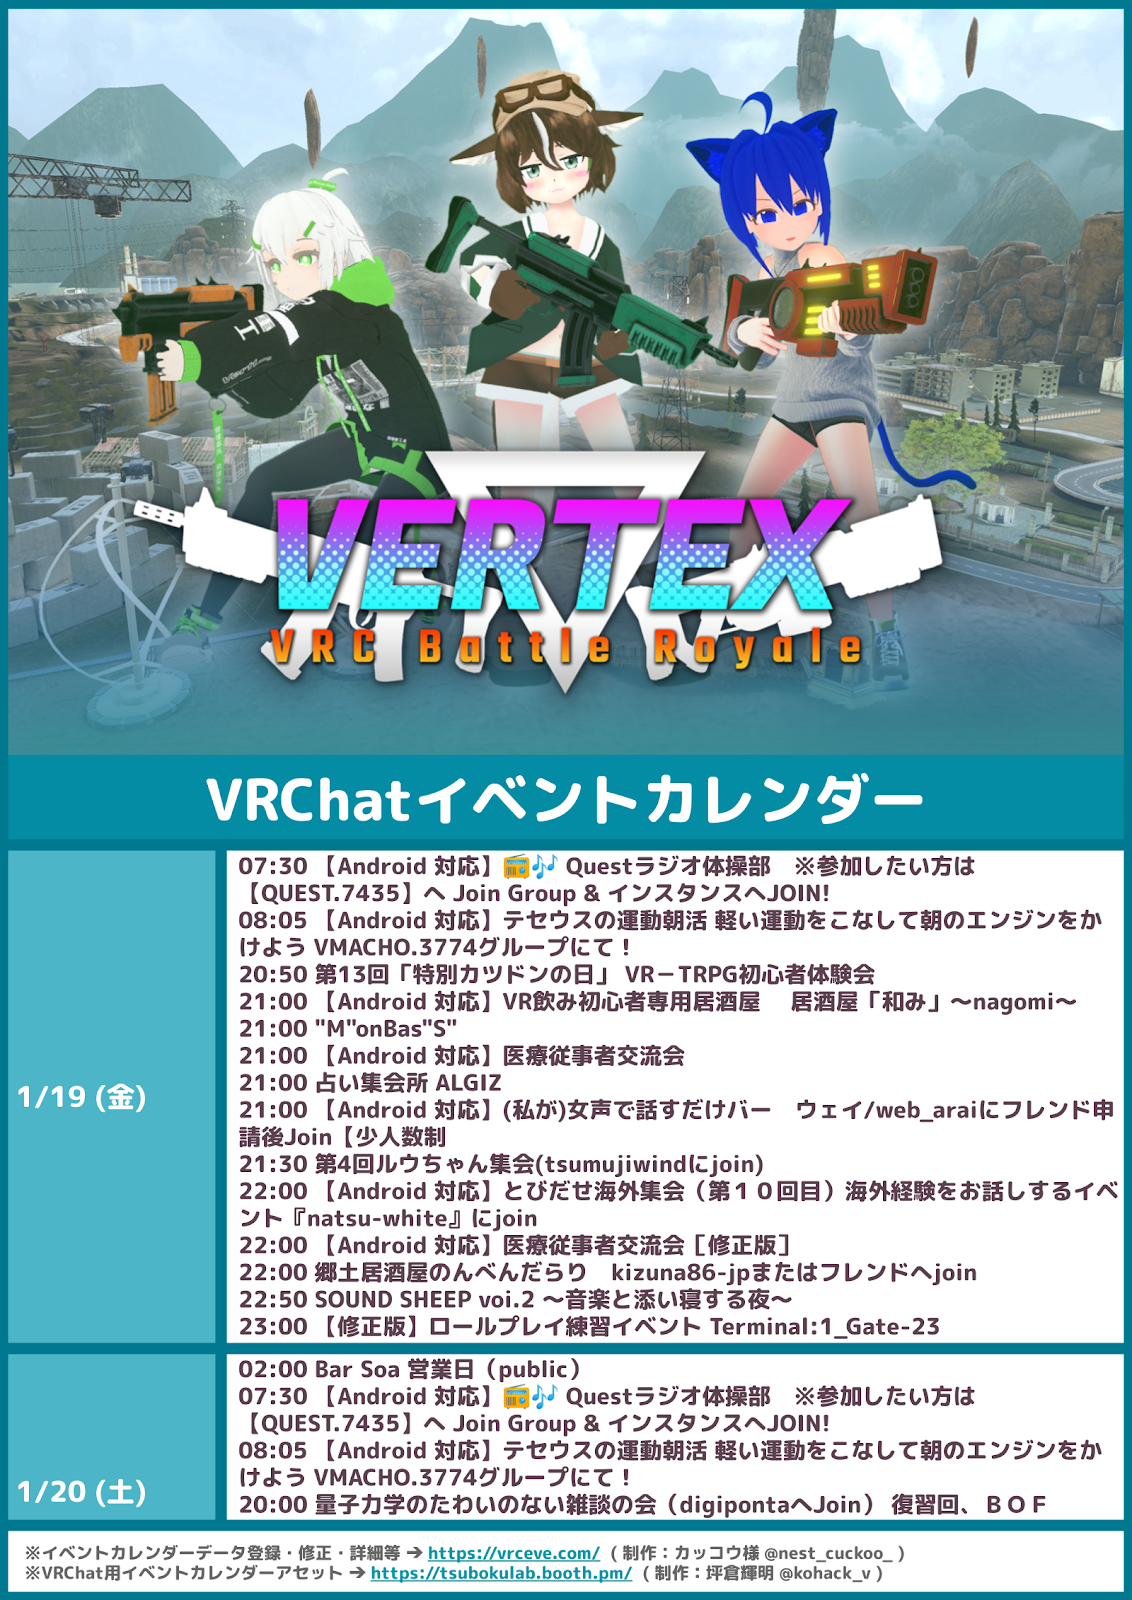 VERTEX
VRC Battle Royale
VRChatイベントカレンダー
1/19 (金)
07:30 【Android 対応】📻🎶 Questラジオ体操部　※参加したい方は
【QUEST.7435】へ Join Group & インスタンスへJOIN!
08:05 【Android 対応】テセウスの運動朝活 軽い運動をこなして朝のエンジンをか
けよう VMACHO.3774グループにて！
20:50 第13回「特別カツドンの日」 VR－TRPG初心者体験会
21:00 【Android 対応】VR飲み初心者専用居酒屋　 居酒屋「和み」～nagomi～
21:00 "M"onBas"S"
21:00 【Android 対応】医療従事者交流会
21:00 占い集会所 ALGIZ
21:00 【Android 対応】(私が)女声で話すだけバー　ウェイ/web_araiにフレンド申
請後Join【少人数制
21:30 第4回ルウちゃん集会(tsumujiwindにjoin)
22:00 【Android 対応】とびだせ海外集会（第１０回目）海外経験をお話しするイベ
ント『natsu-white』にjoin
22:00 【Android 対応】医療従事者交流会［修正版］
22:00 郷土居酒屋のんべんだらり　kizuna86-jpまたはフレンドへjoin
22:50 SOUND SHEEP voi.2 ～音楽と添い寝する夜～
23:00 【修正版】ロールプレイ練習イベント Terminal:1_Gate-23
1/20 (土)
02:00 Bar Soa 営業日（public）
07:30 【Android 対応】📻🎶 Questラジオ体操部　※参加したい方は
【QUEST.7435】へ Join Group & インスタンスへJOIN!
08:05 【Android 対応】テセウスの運動朝活 軽い運動をこなして朝のエンジンをか
けよう VMACHO.3774グループにて！
20:00 量子力学のたわいのない雑談の会（digipontaへJoin） 復習回、ＢＯＦ
※イベントカレンダーデータ登録・修正・詳細等 ➔ https://vrceve.com/ ( 制作：カッコウ様 @nest_cuckoo_ )
※VRChat用イベントカレンダーアセット ➔ https://tsubokulab.booth.pm/ ( 制作：坪倉輝明 @kohack_v )